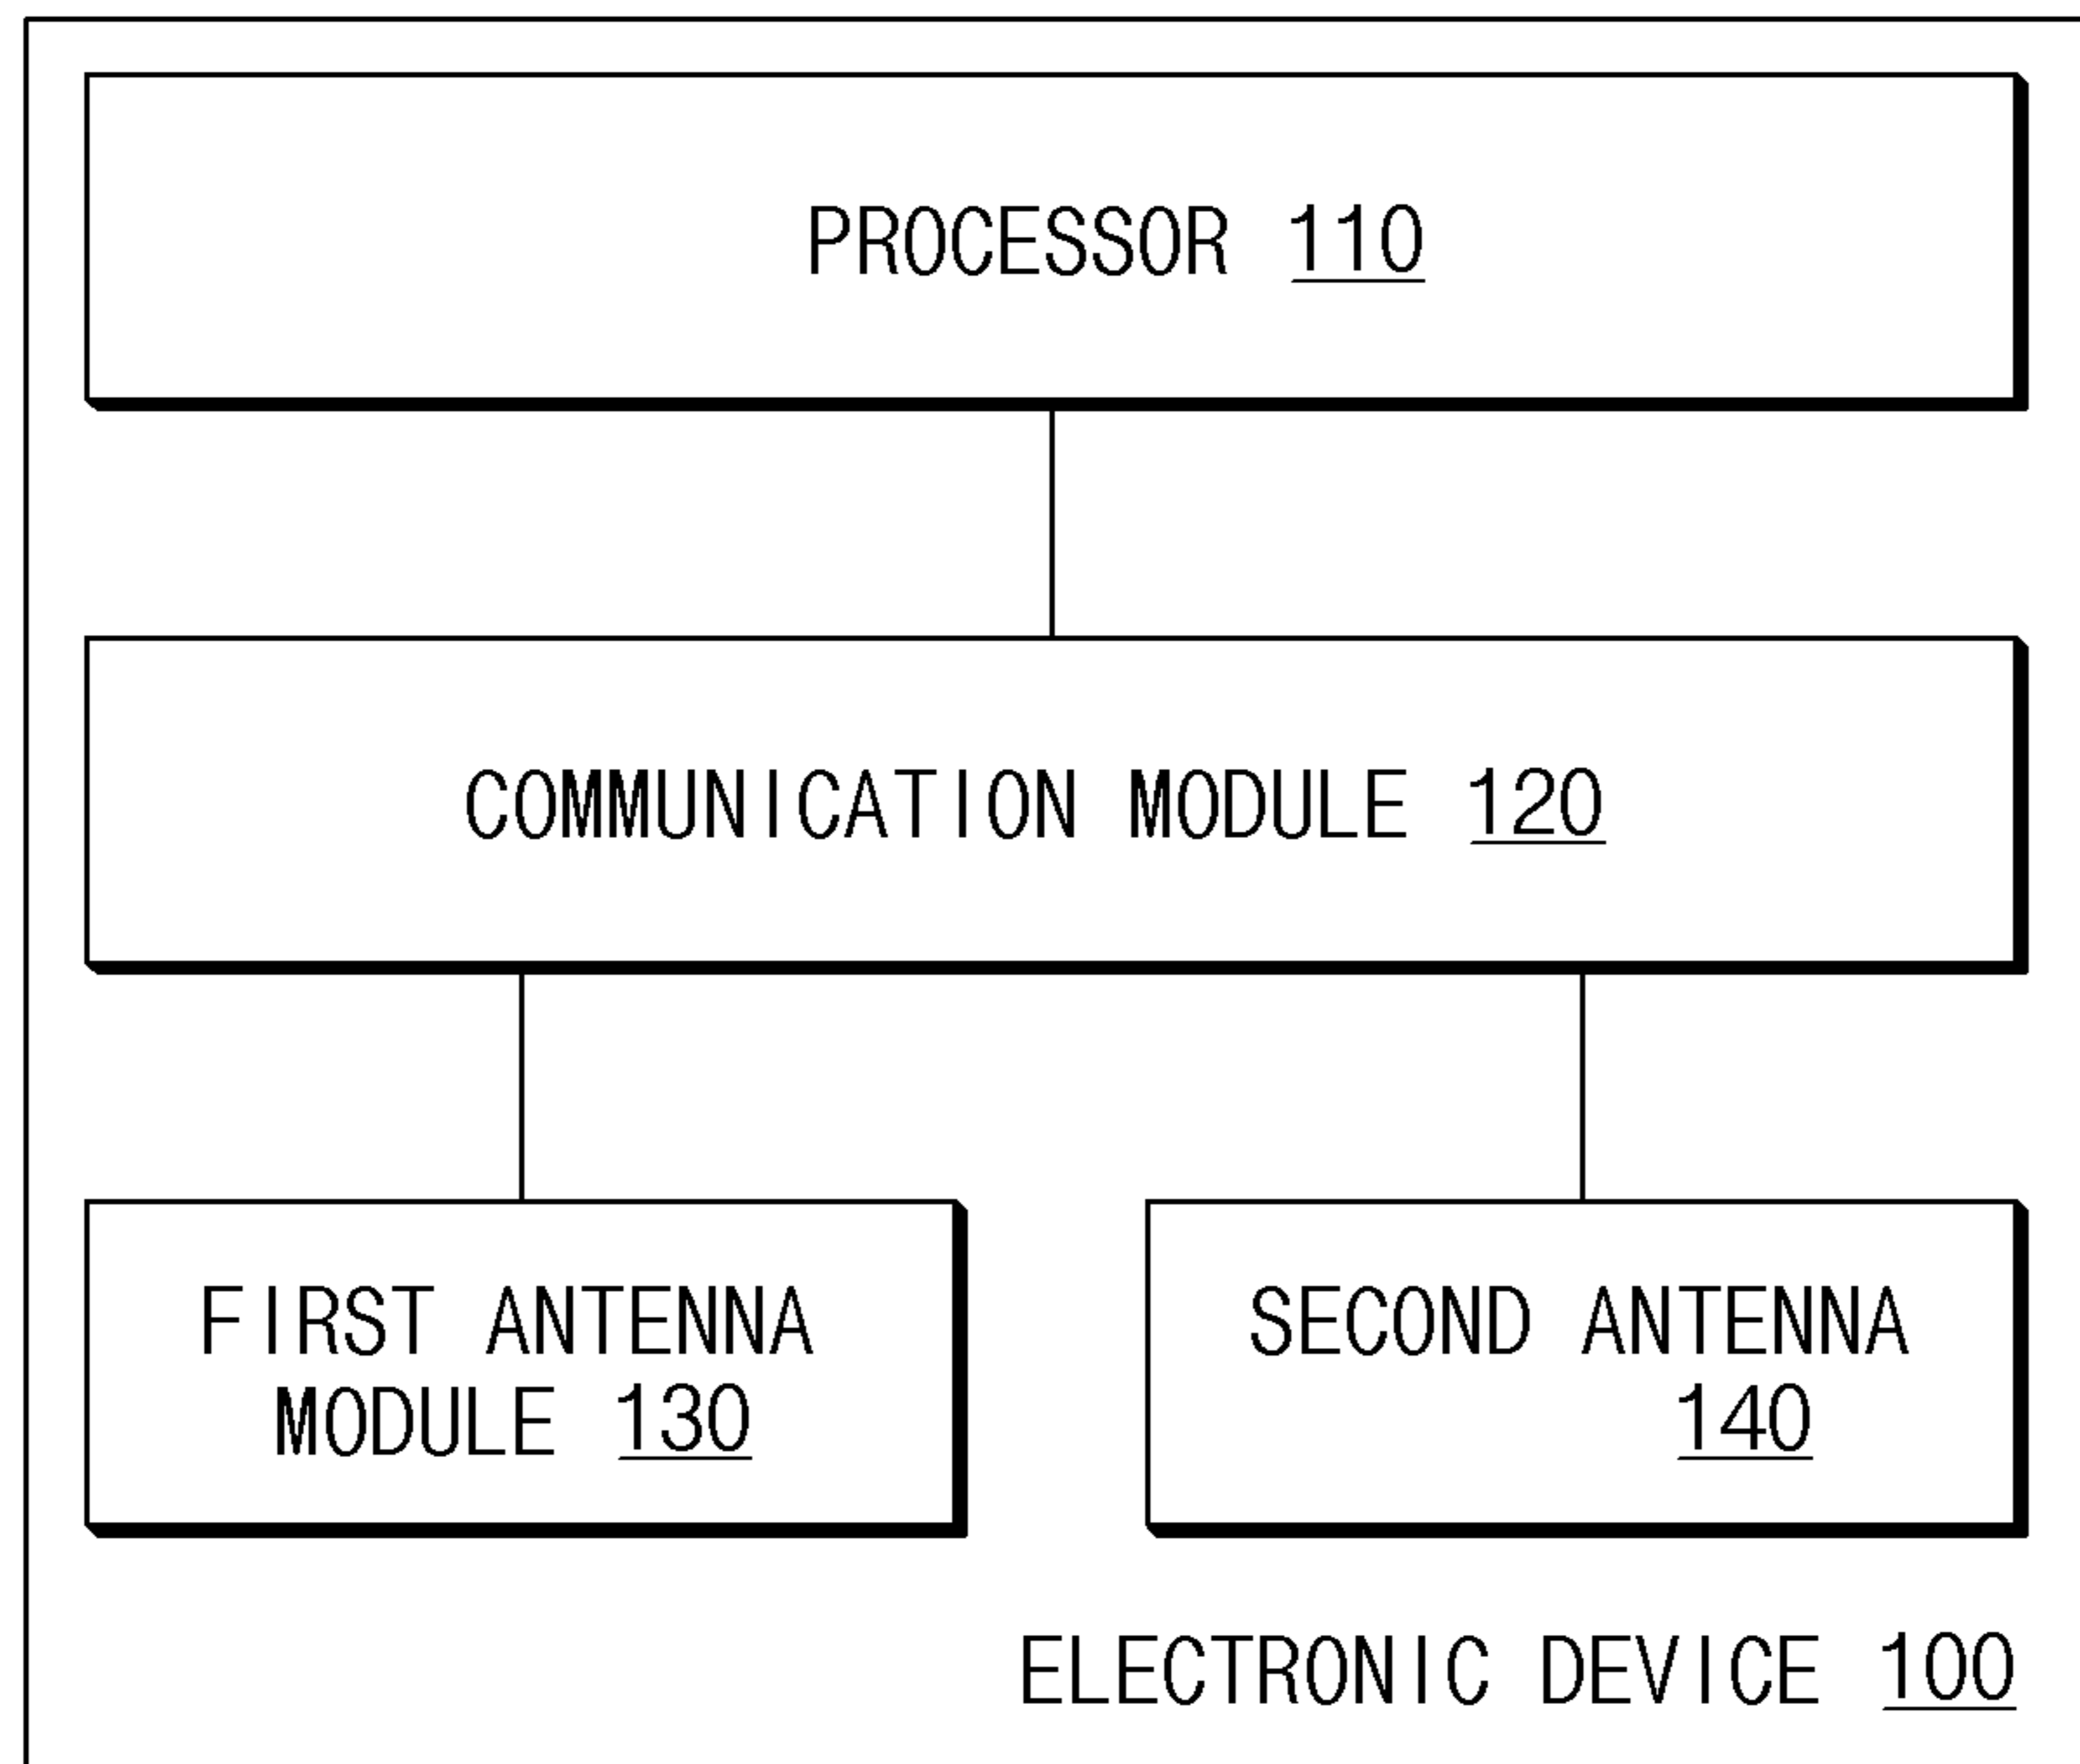 PROCESSOR 110
COMMUNICATION MODULE 120
FIRST ANTENNA
MODULE 130
SECOND ANTENNA
140
ELECTRONIC DEVICE 100